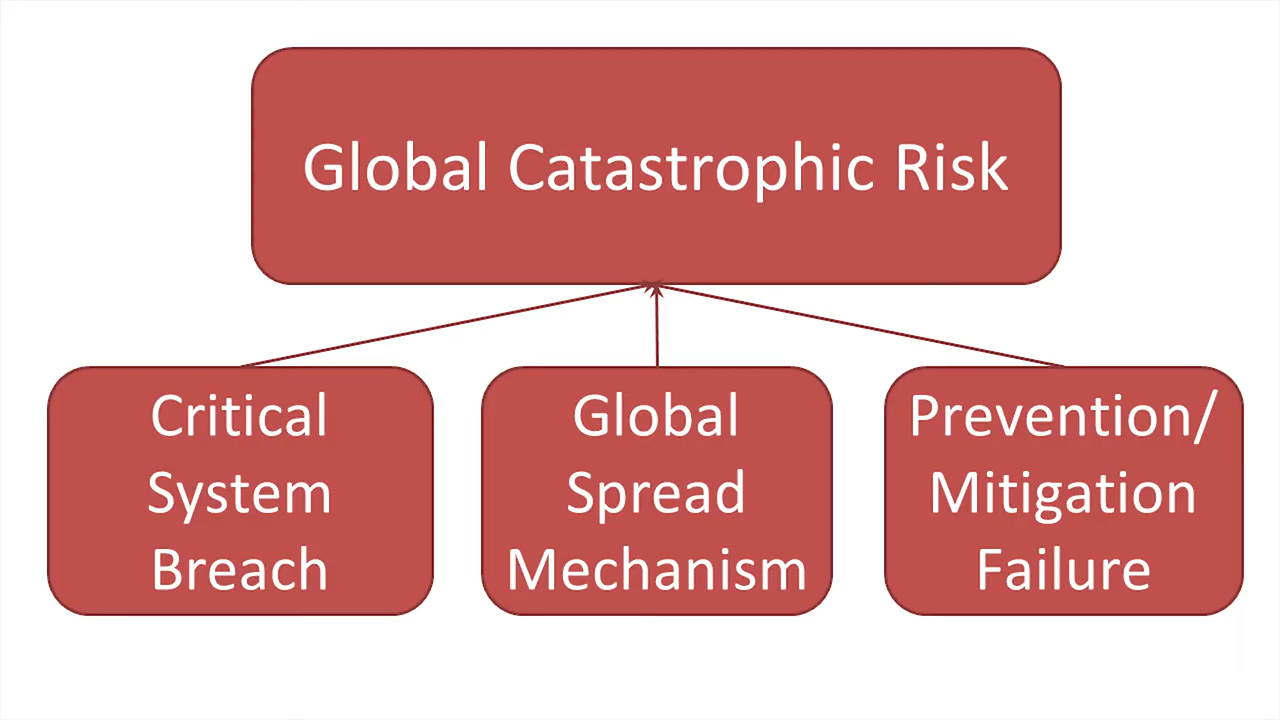 Global Catastrophic Risk
Critical
System
Breach
Global
Spread
Mechanism
Prevention/
Mitigation
Failure